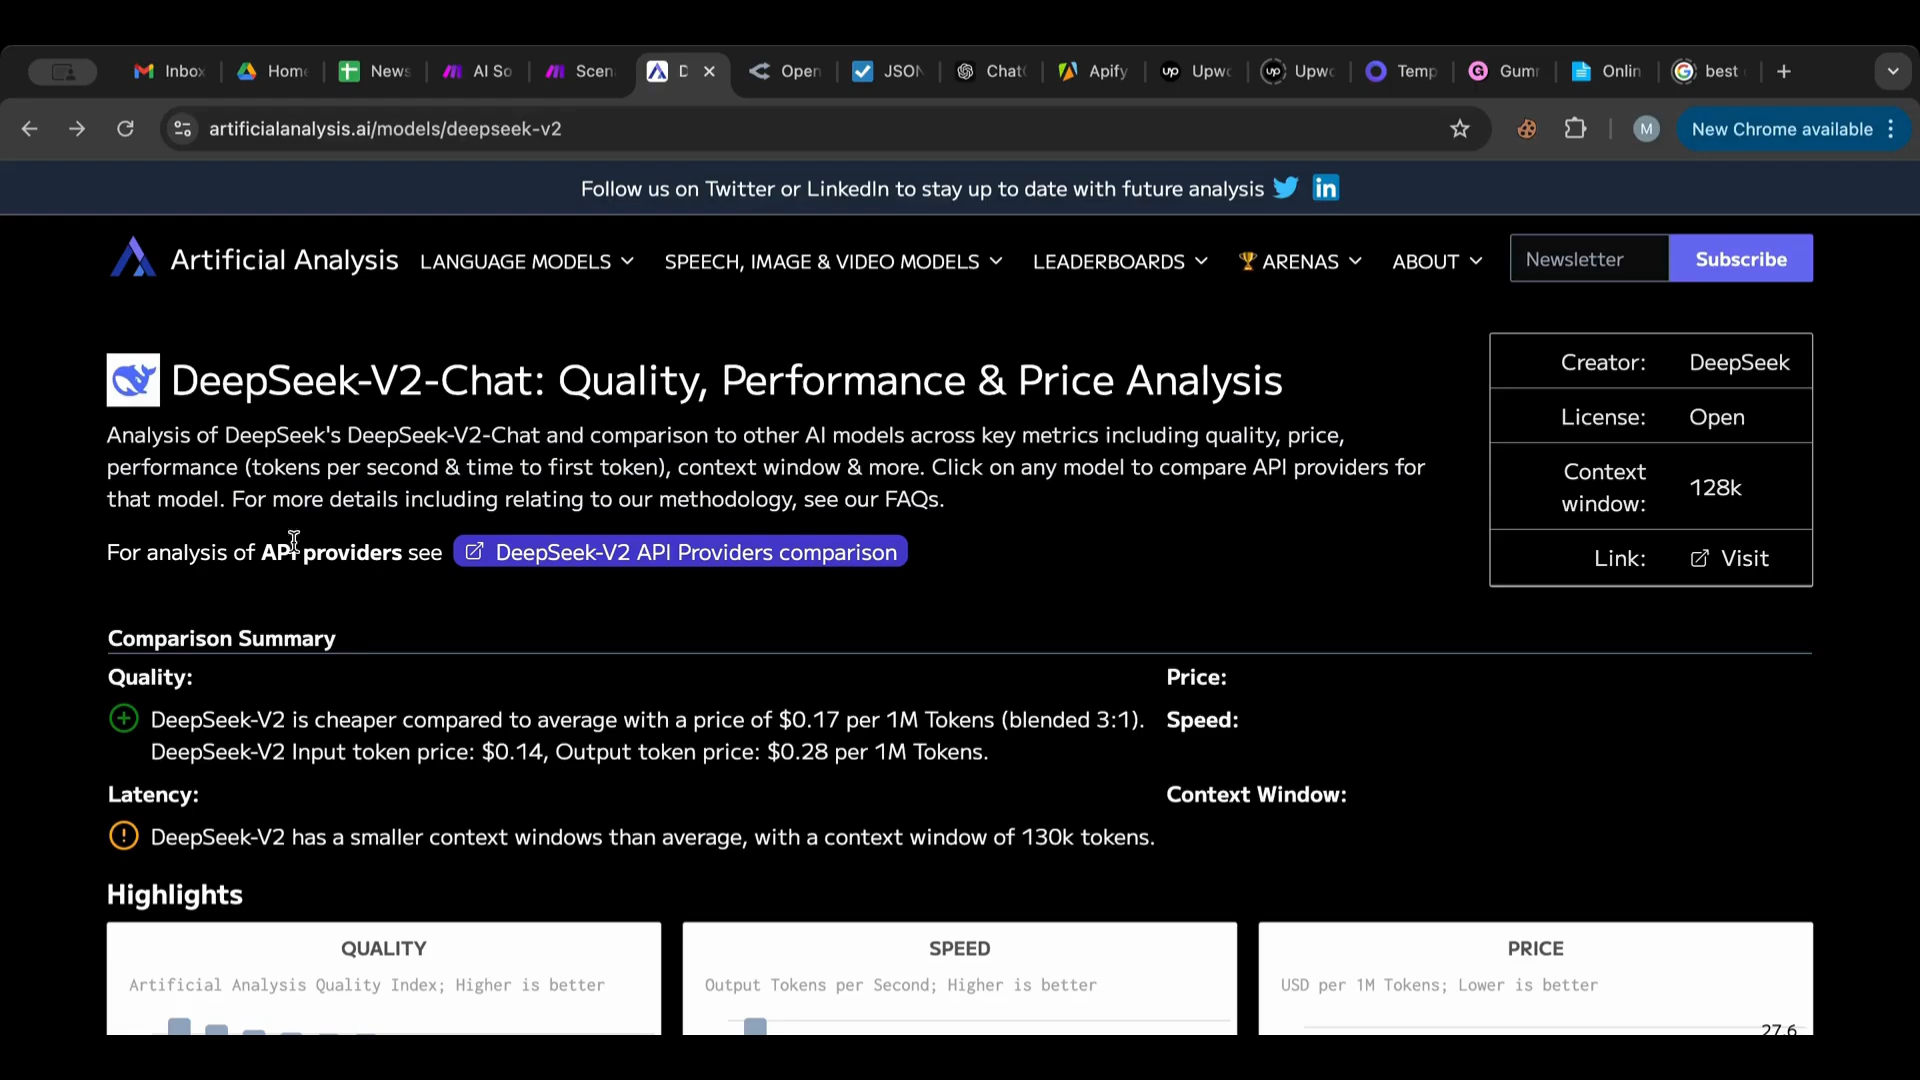 Inbox
Home
News
AI So
Scen
D
Open
JSON
Chat
Apify
Upwo
Upwo
Temp
Gumr
Onlin
best
artificialanalysis.ai/models/deepseek-v2
M
New Chrome available
Follow us on Twitter or LinkedIn to stay up to date with future analysis
Artificial Analysis
LANGUAGE MODELS
SPEECH, IMAGE & VIDEO MODELS
LEADERBOARDS
ARENAS
ABOUT
Newsletter
Subscribe
DeepSeek-V2-Chat: Quality, Performance & Price Analysis
Analysis of DeepSeek's DeepSeek-V2-Chat and comparison to other AI models across key metrics including quality, price,
performance (tokens per second & time to first token), context window & more. Click on any model to compare API providers for
that model. For more details including relating to our methodology, see our FAQs.
For analysis of API providers see DeepSeek-V2 API Providers comparison
Creator: DeepSeek
License: Open
Context
window: 128k
Link: Visit
Comparison Summary
Quality:
Price:
DeepSeek-V2 is cheaper compared to average with a price of $0.17 per 1M Tokens (blended 3:1).
DeepSeek-V2 Input token price: $0.14, Output token price: $0.28 per 1M Tokens.
Speed:
Latency:
Context Window:
DeepSeek-V2 has a smaller context windows than average, with a context window of 130k tokens.
Highlights
QUALITY
Artificial Analysis Quality Index; Higher is better
SPEED
Output Tokens per Second; Higher is better
PRICE
USD per 1M Tokens; Lower is better
27.6